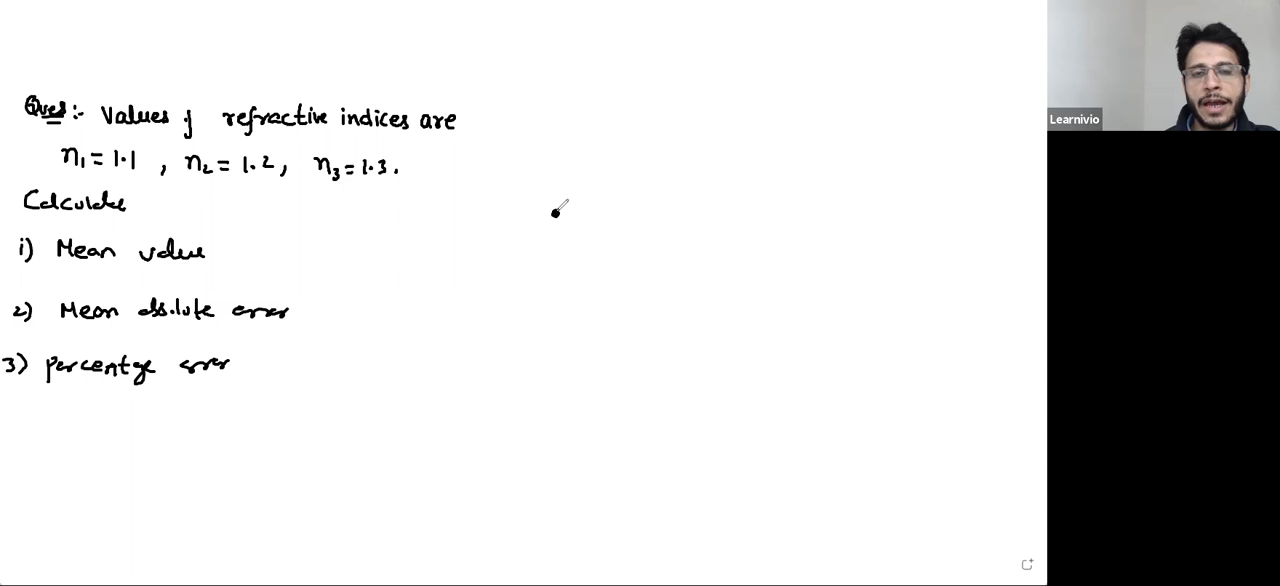 Ques:- Values of refractive indices are
n₁ = 1.1 , n₂ = 1.2, n₃ = 1.3.
Calculate
i) Mean value
2) Mean absolute error
3) percentge error
Learnivio